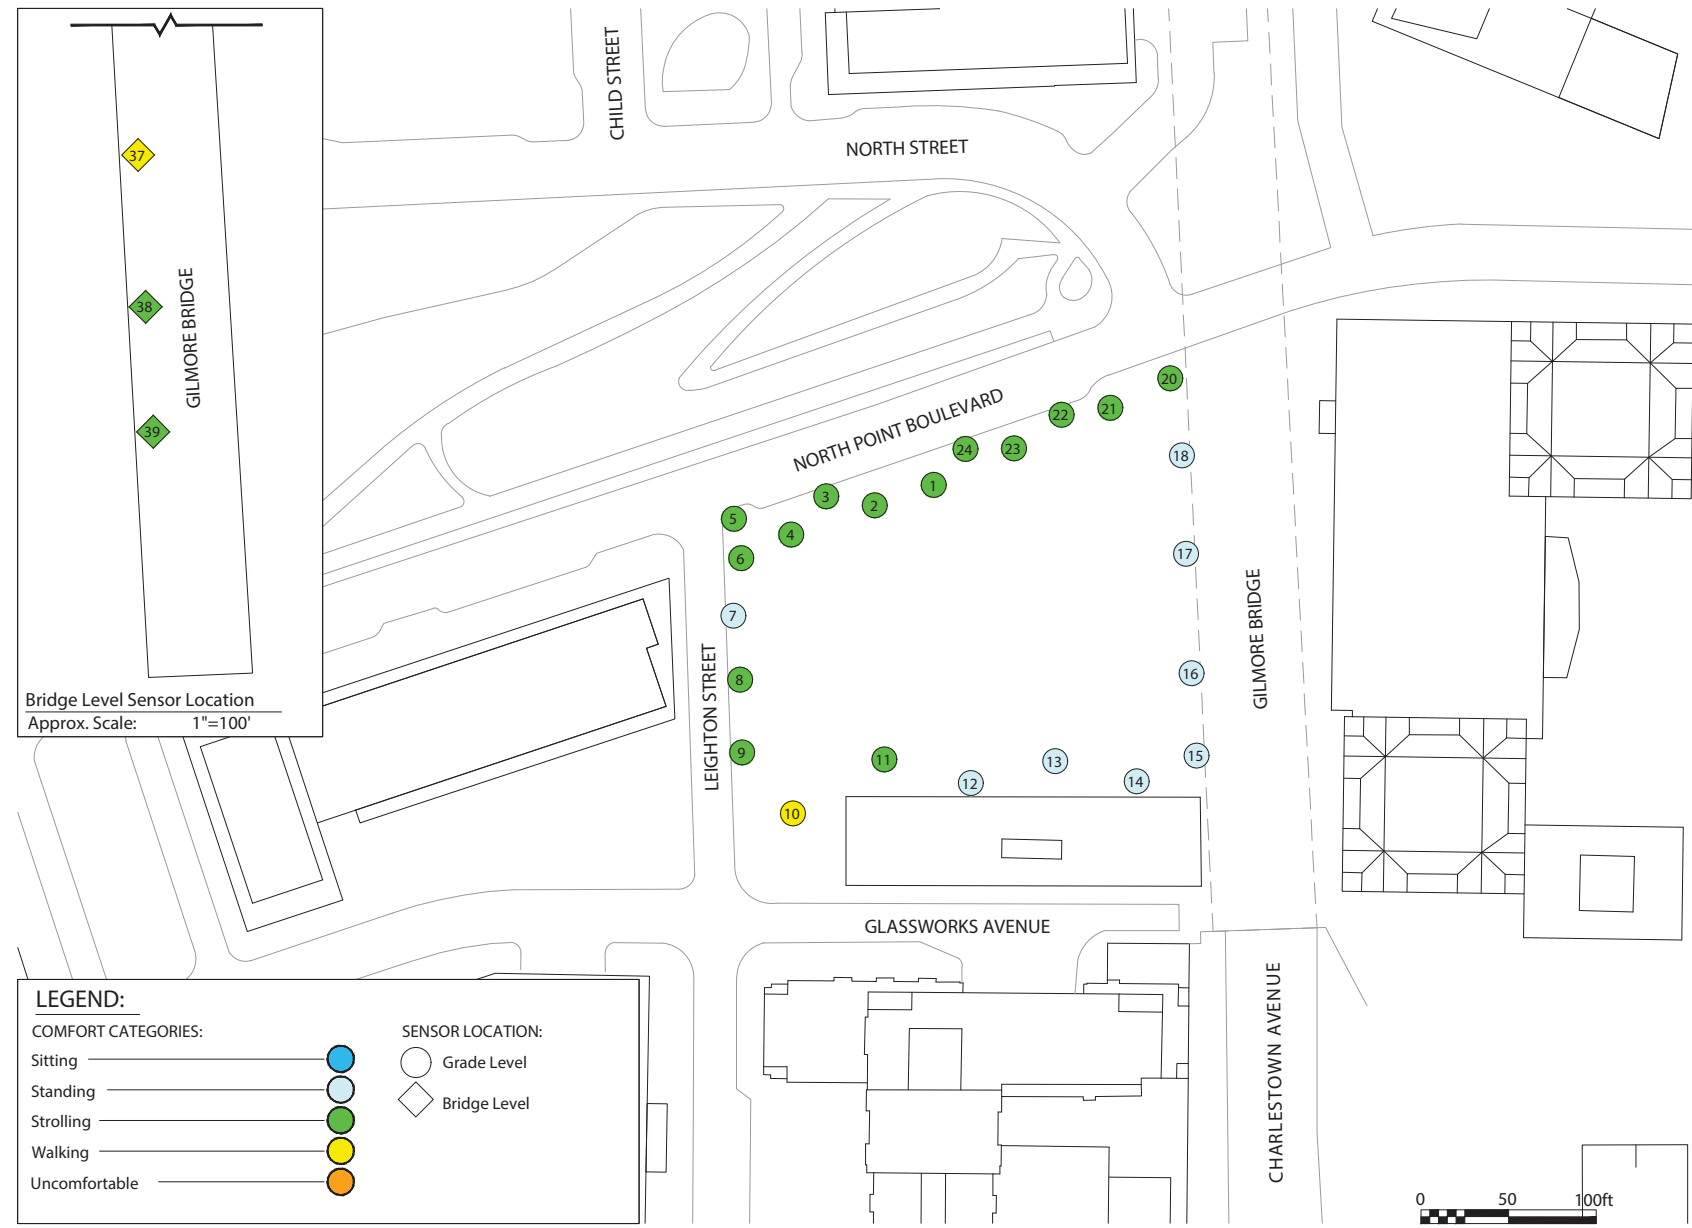 CHILD STREET
NORTH STREET
37
38
GILMORE BRIDGE
39
Bridge Level Sensor Location
Approx. Scale: 1"=100'
NORTH POINT BOULEVARD
20
21
22
23
24
18
1
2
3
4
5
6
17
7
8
16
9
11
12
13
14
15
10
LEIGHTON STREET
GILMORE BRIDGE
GLASSWORKS AVENUE
CHARLESTOWN AVENUE
LEGEND:
COMFORT CATEGORIES:
Sitting
Standing
Strolling
Walking
Uncomfortable
SENSOR LOCATION:
Grade Level
Bridge Level
0 50 100ft